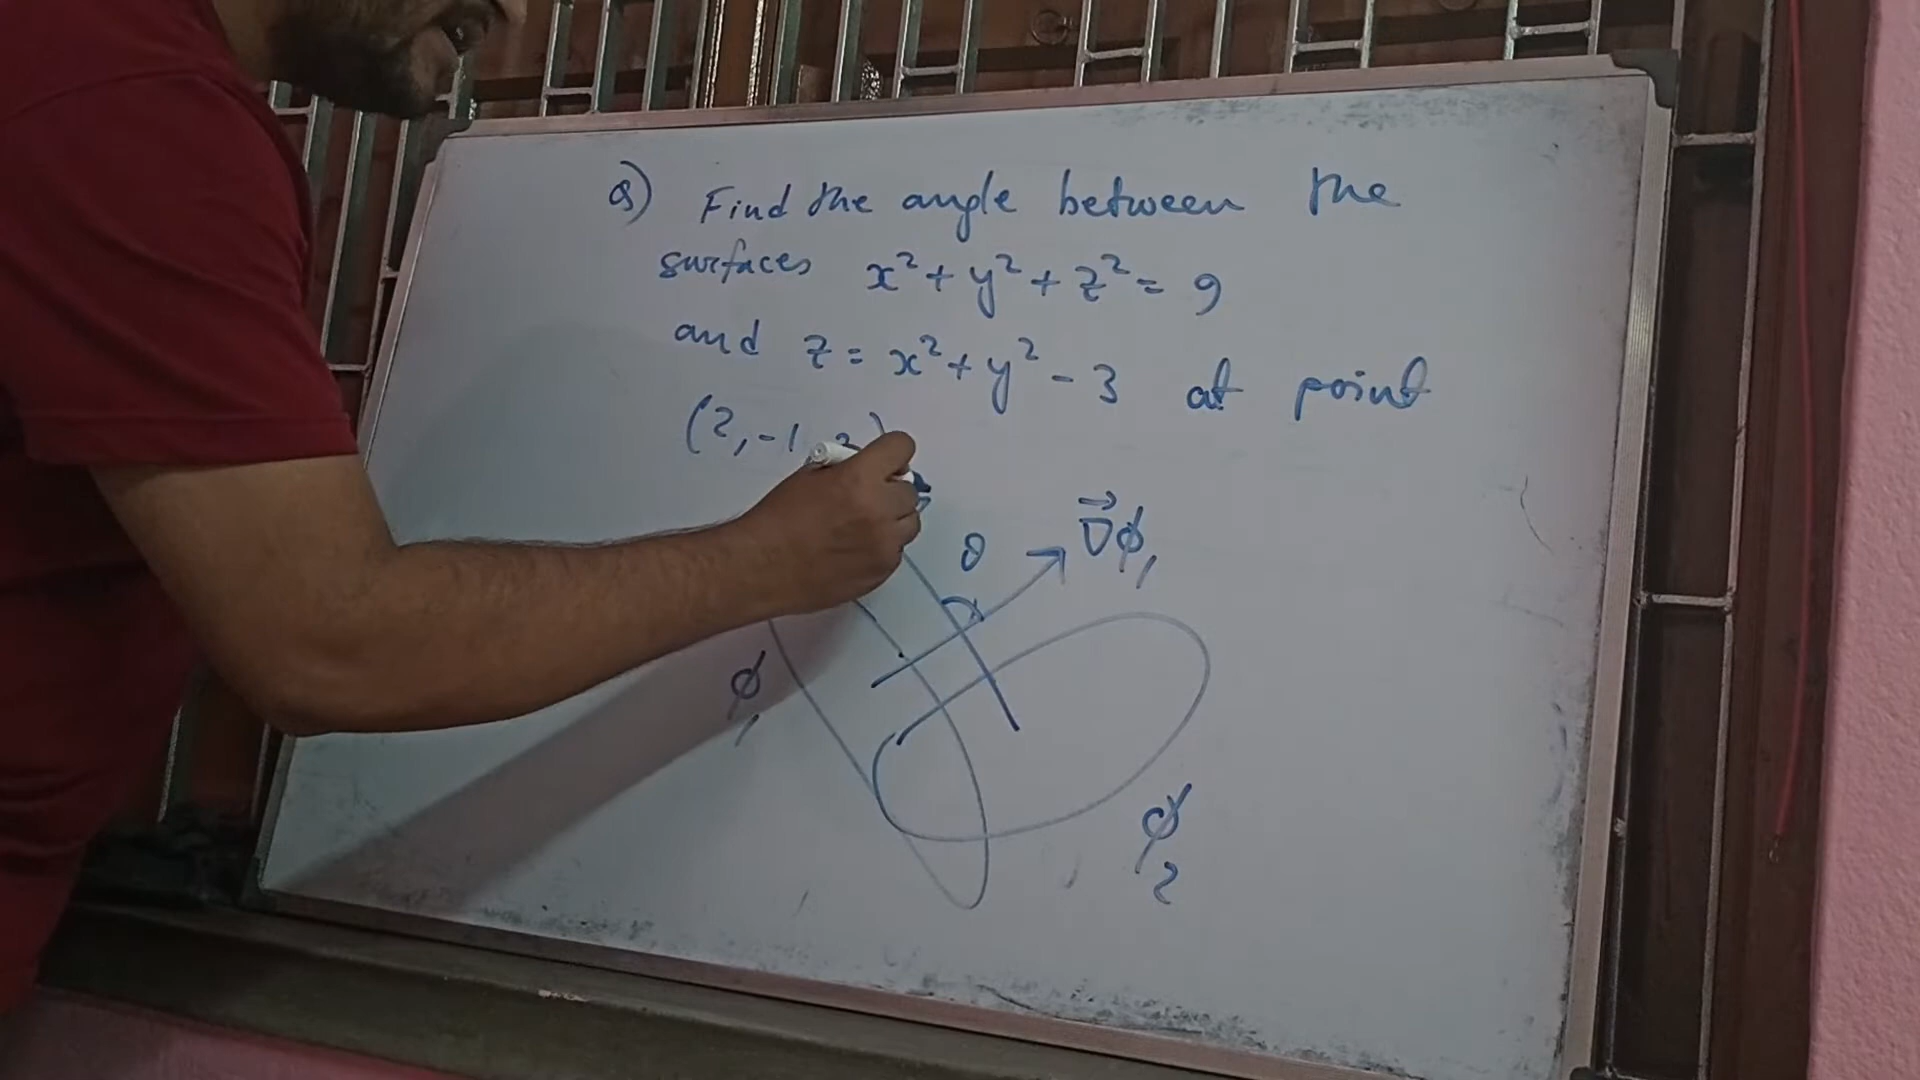 Q) Find the angle between the
surfaces x² + y² + z² = 9
and z = x² + y² - 3 at point
(2, -1, 2)
θ
∇⃗φ₁
φ₁
φ₂